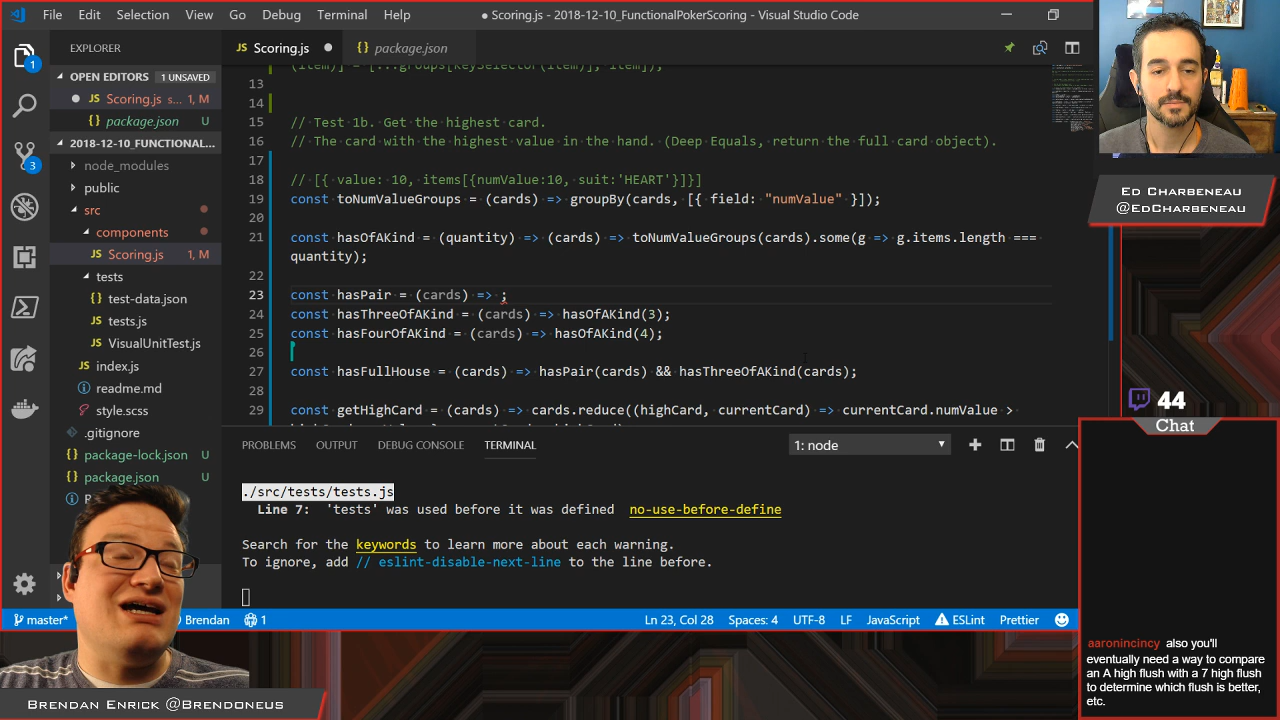 File Edit Selection View Go Debug Terminal Help
● Scoring.js - 2018-12-10_FunctionalPokerScoring - Visual Studio Code
EXPLORER
OPEN EDITORS 1 UNSAVED
JS Scoring.js s... 1, M
{} package.json U
2018-12-10_FUNCTIONAL...
node_modules
public
src
components
JS Scoring.js 1, M
tests
{} test-data.json
JS tests.js
JS VisualUnitTest.js
JS index.js
readme.md
style.scss
.gitignore
{} package-lock.json U
{} package.json U
1
3
JS Scoring.js ●
{} package.json
(item)] = [...groups[keySelector(item)], item]);
13
14
15 // Test 1b. Get the highest card.
16 // The card with the highest value in the hand. (Deep Equals, return the full card object).
17
18 // [{ value: 10, items[{numValue:10, suit:'HEART'}]}]
19 const toNumValueGroups = (cards) => groupBy(cards, [{ field: "numValue" }]);
20
21 const hasOfAKind = (quantity) => (cards) => toNumValueGroups(cards).some(g => g.items.length ===
quantity);
22
23 const hasPair = (cards) => ;
24 const hasThreeOfAKind = (cards) => hasOfAKind(3);
25 const hasFourOfAKind = (cards) => hasOfAKind(4);
26
27 const hasFullHouse = (cards) => hasPair(cards) && hasThreeOfAKind(cards);
28
29 const getHighCard = (cards) => cards.reduce((highCard, currentCard) => currentCard.numValue >
PROBLEMS OUTPUT DEBUG CONSOLE TERMINAL
1: node
./src/tests/tests.js
Line 7: 'tests' was used before it was defined no-use-before-define
Search for the keywords to learn more about each warning.
To ignore, add // eslint-disable-next-line to the line before.
master* Brendan 1
Ln 23, Col 28 Spaces: 4 UTF-8 LF JavaScript ESLint Prettier
ED CHARBENEAU
@EDCHARBENEAU
44
Chat
aaronincincy also you'll
eventually need a way to compare
an A high flush with a 7 high flush
to determine which flush is better,
etc.
BRENDAN ENRICK @BRENDONEUS